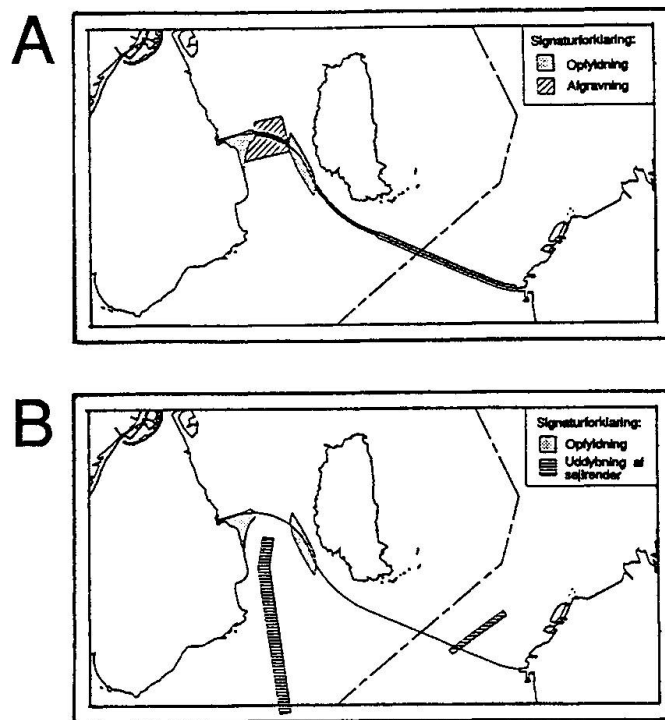 A
Signaturforklaring:
Opfyldning
Afgravning
B
Signaturforklaring:
Opfyldning
Uddybning af
sejlrender